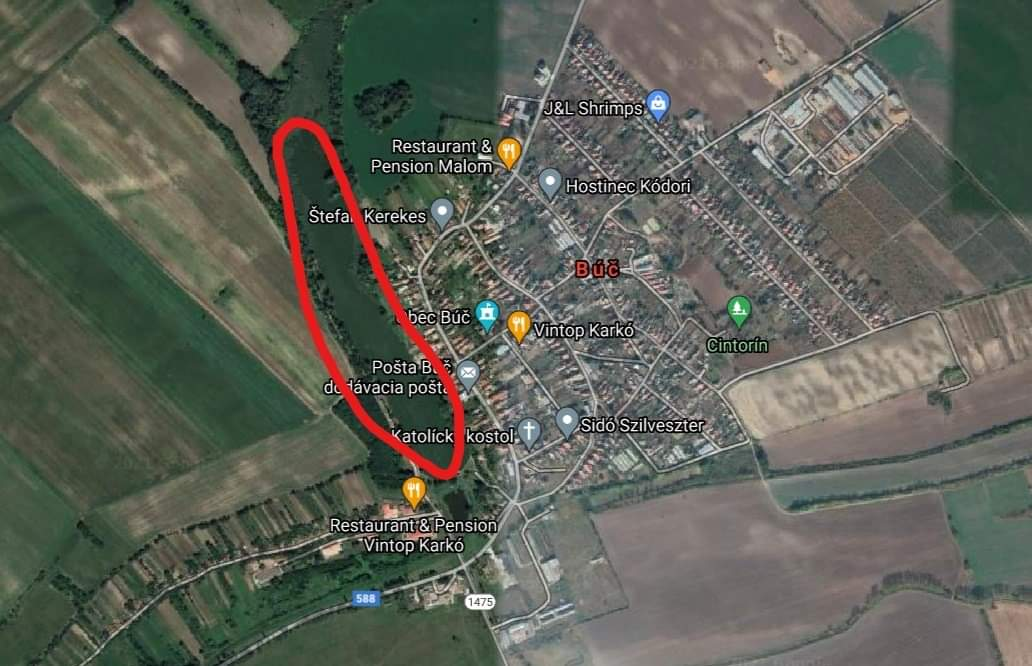 J&L Shrimps
Restaurant &
Pension Malom
Hostinec Kódori
Štefan Kerekes
Búč
Obec Búč
Vintop Karkó
Cintorín
Pošta Búč
dodávacia pošta
Katolícky kostol
Sidó Szilveszter
Restaurant & Pension
Vintop Karkó
588
1475